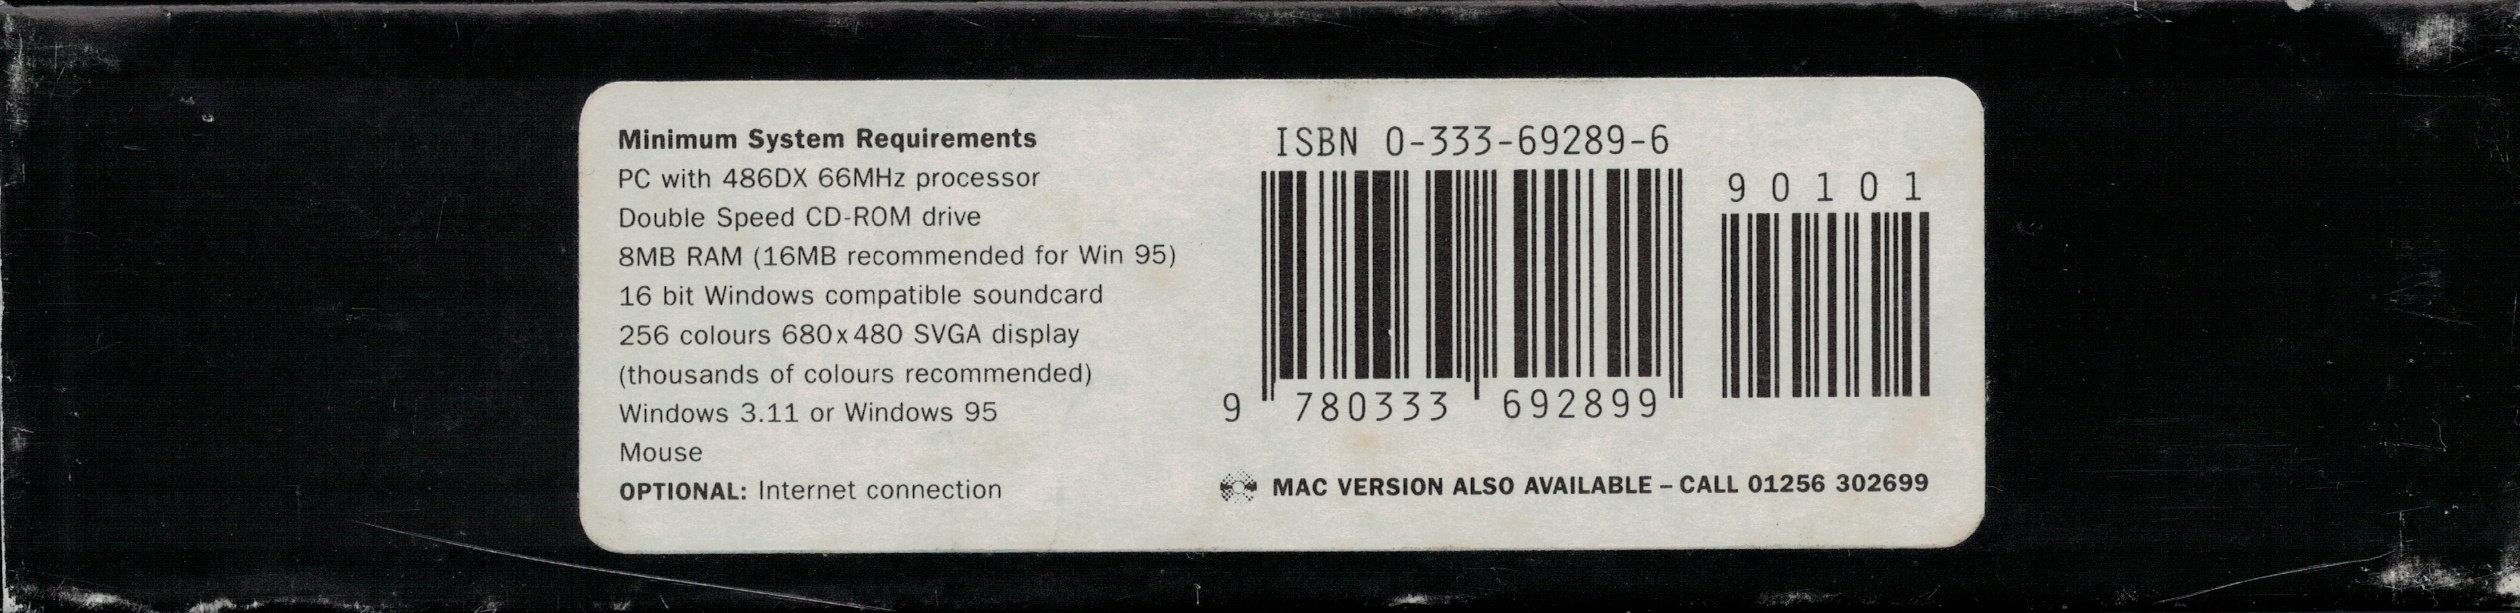 Minimum System Requirements
PC with 486DX 66MHz processor
Double Speed CD-ROM drive
8MB RAM (16MB recommended for Win 95)
16 bit Windows compatible soundcard
256 colours 680x480 SVGA display
(thousands of colours recommended)
Windows 3.11 or Windows 95
Mouse
OPTIONAL: Internet connection
ISBN 0-333-69289-6
90101
9 780333 692899
MAC VERSION ALSO AVAILABLE – CALL 01256 302699